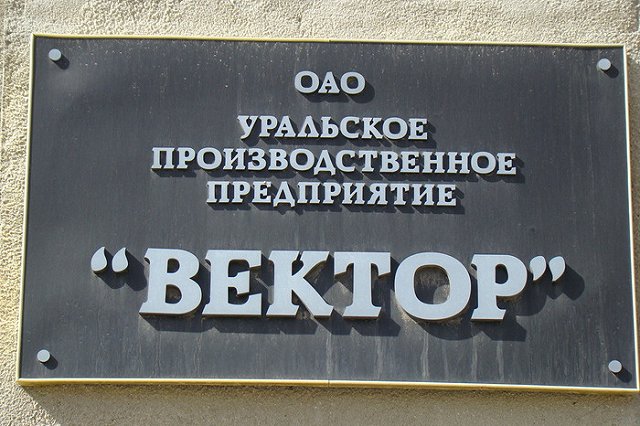 ОАО
УРАЛЬСКОЕ
ПРОИЗВОДСТВЕННОЕ
ПРЕДПРИЯТИЕ
“ВЕКТОР”